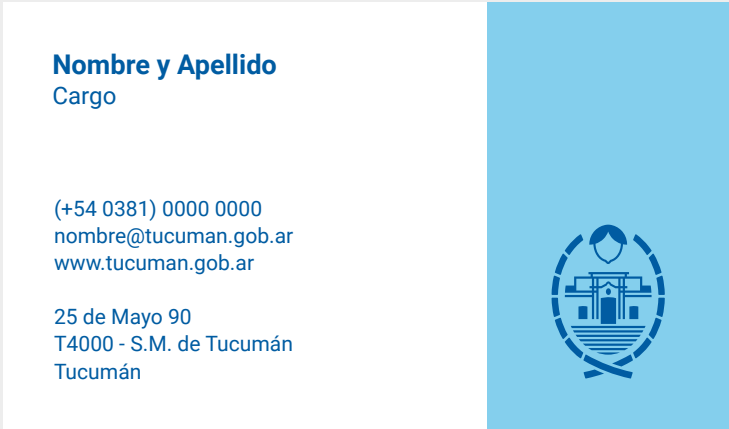 Nombre y Apellido
Cargo
(+54 0381) 0000 0000
nombre@tucuman.gob.ar
www.tucuman.gob.ar
25 de Mayo 90
T4000 - S.M. de Tucumán
Tucumán